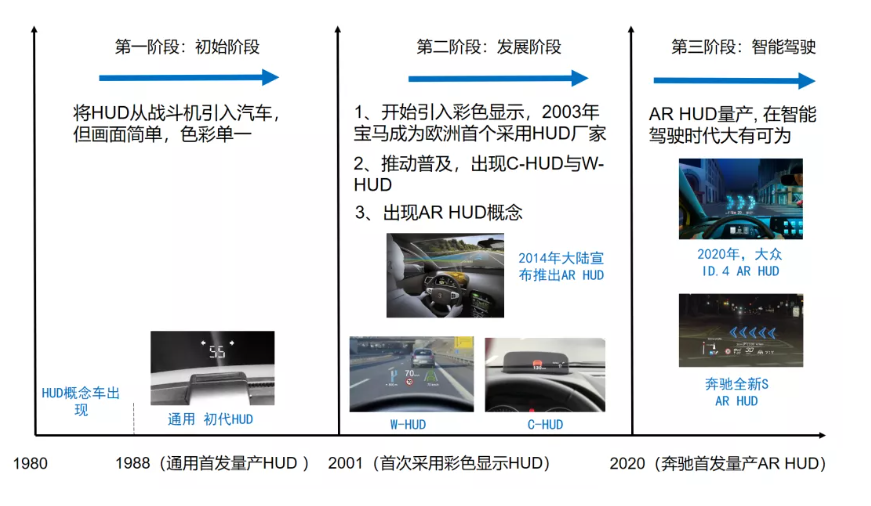 第一阶段：初始阶段
将HUD从战斗机引入汽车，
但画面简单，色彩单一
HUD概念车出
现
55
通用 初代HUD
第二阶段：发展阶段
1、开始引入彩色显示，2003年
宝马成为欧洲首个采用HUD厂家
2、推动普及，出现C-HUD与W-
HUD
3、出现AR HUD概念
2014年大陆宣
布推出AR HUD
70
W-HUD
C-HUD
第三阶段：智能驾驶
AR HUD量产, 在智能
驾驶时代大有可为
2020年，大众
ID.4 AR HUD
奔驰全新S
AR HUD
1980
1988（通用首发量产HUD ）
2001（首次采用彩色显示HUD）
2020（奔驰首发量产AR HUD）